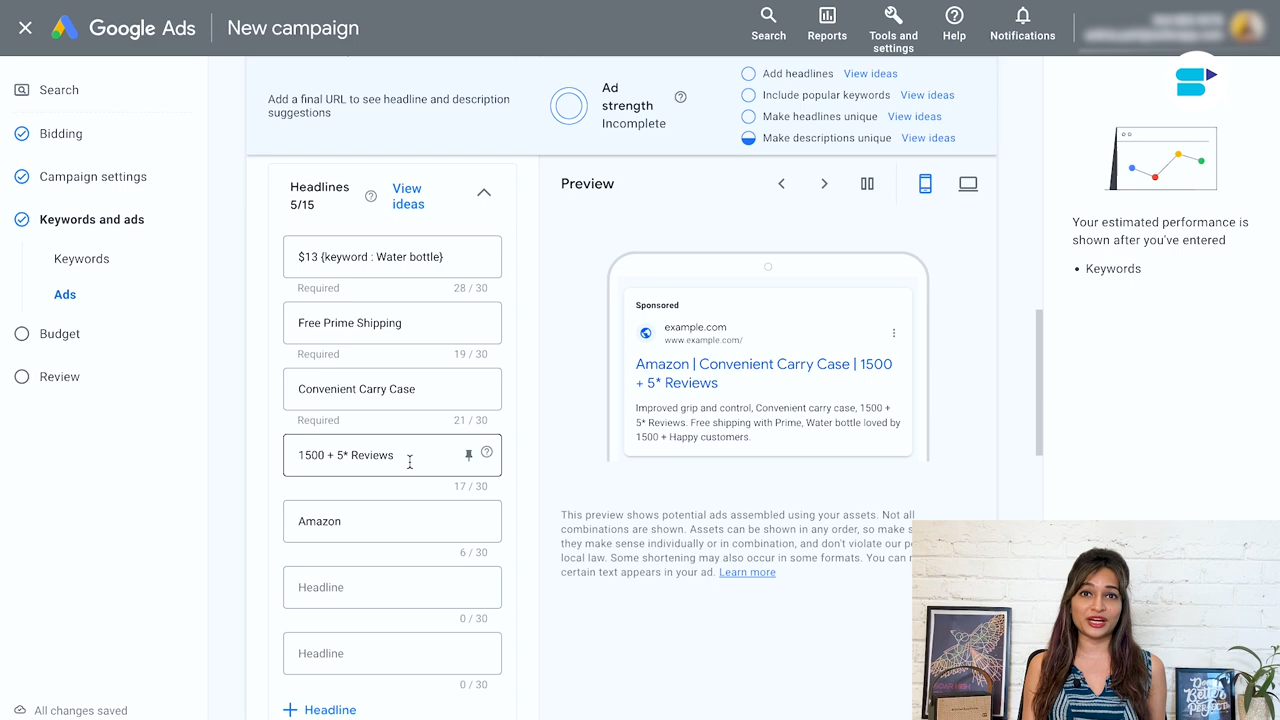 Google Ads
New campaign
Search
Reports
Tools and
settings
Help
Notifications
Search
Bidding
Campaign settings
Keywords and ads
Keywords
Ads
Budget
Review
All changes saved
Add a final URL to see headline and description
suggestions
Ad
strength
Incomplete
Add headlines View ideas
Include popular keywords View ideas
Make headlines unique View ideas
Make descriptions unique View ideas
Headlines
5/15
View
ideas
$13 {keyword : Water bottle}
Required 28 / 30
Free Prime Shipping
Required 19 / 30
Convenient Carry Case
Required 21 / 30
1500 + 5* Reviews
17 / 30
Amazon
6 / 30
Headline
0 / 30
Headline
0 / 30
Headline
Preview
Sponsored
example.com
www.example.com/
Amazon | Convenient Carry Case | 1500
+ 5* Reviews
Improved grip and control, Convenient carry case, 1500 +
5* Reviews. Free shipping with Prime, Water bottle loved by
1500 + Happy customers.
This preview shows potential ads assembled using your assets. Not all
combinations are shown. Assets can be shown in any order, so make s
they make sense individually or in combination, and don't violate our p
local law. Some shortening may also occur in some formats. You can
certain text appears in your ad. Learn more
Your estimated performance is
shown after you've entered
• Keywords
Better